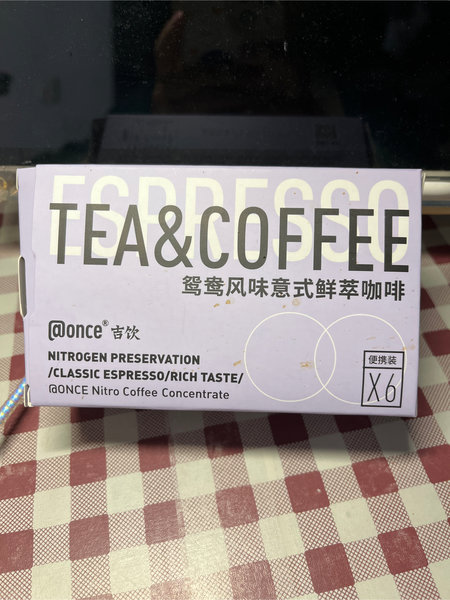 ESPRESSO
TEA&COFFEE
鸳鸯风味意式鲜萃咖啡
@once® 吉饮
NITROGEN PRESERVATION
/CLASSIC ESPRESSO/RICH TASTE/
@ONCE Nitro Coffee Concentrate
便携装
X6